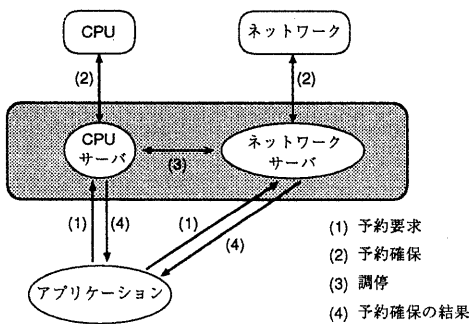 CPU
ネットワーク
(2)
(2)
CPU
サーバ
ネットワーク
サーバ
(3)
(1)
(4)
(1)
(4)
アプリケーション
(1) 予約要求
(2) 予約確保
(3) 調停
(4) 予約確保の結果